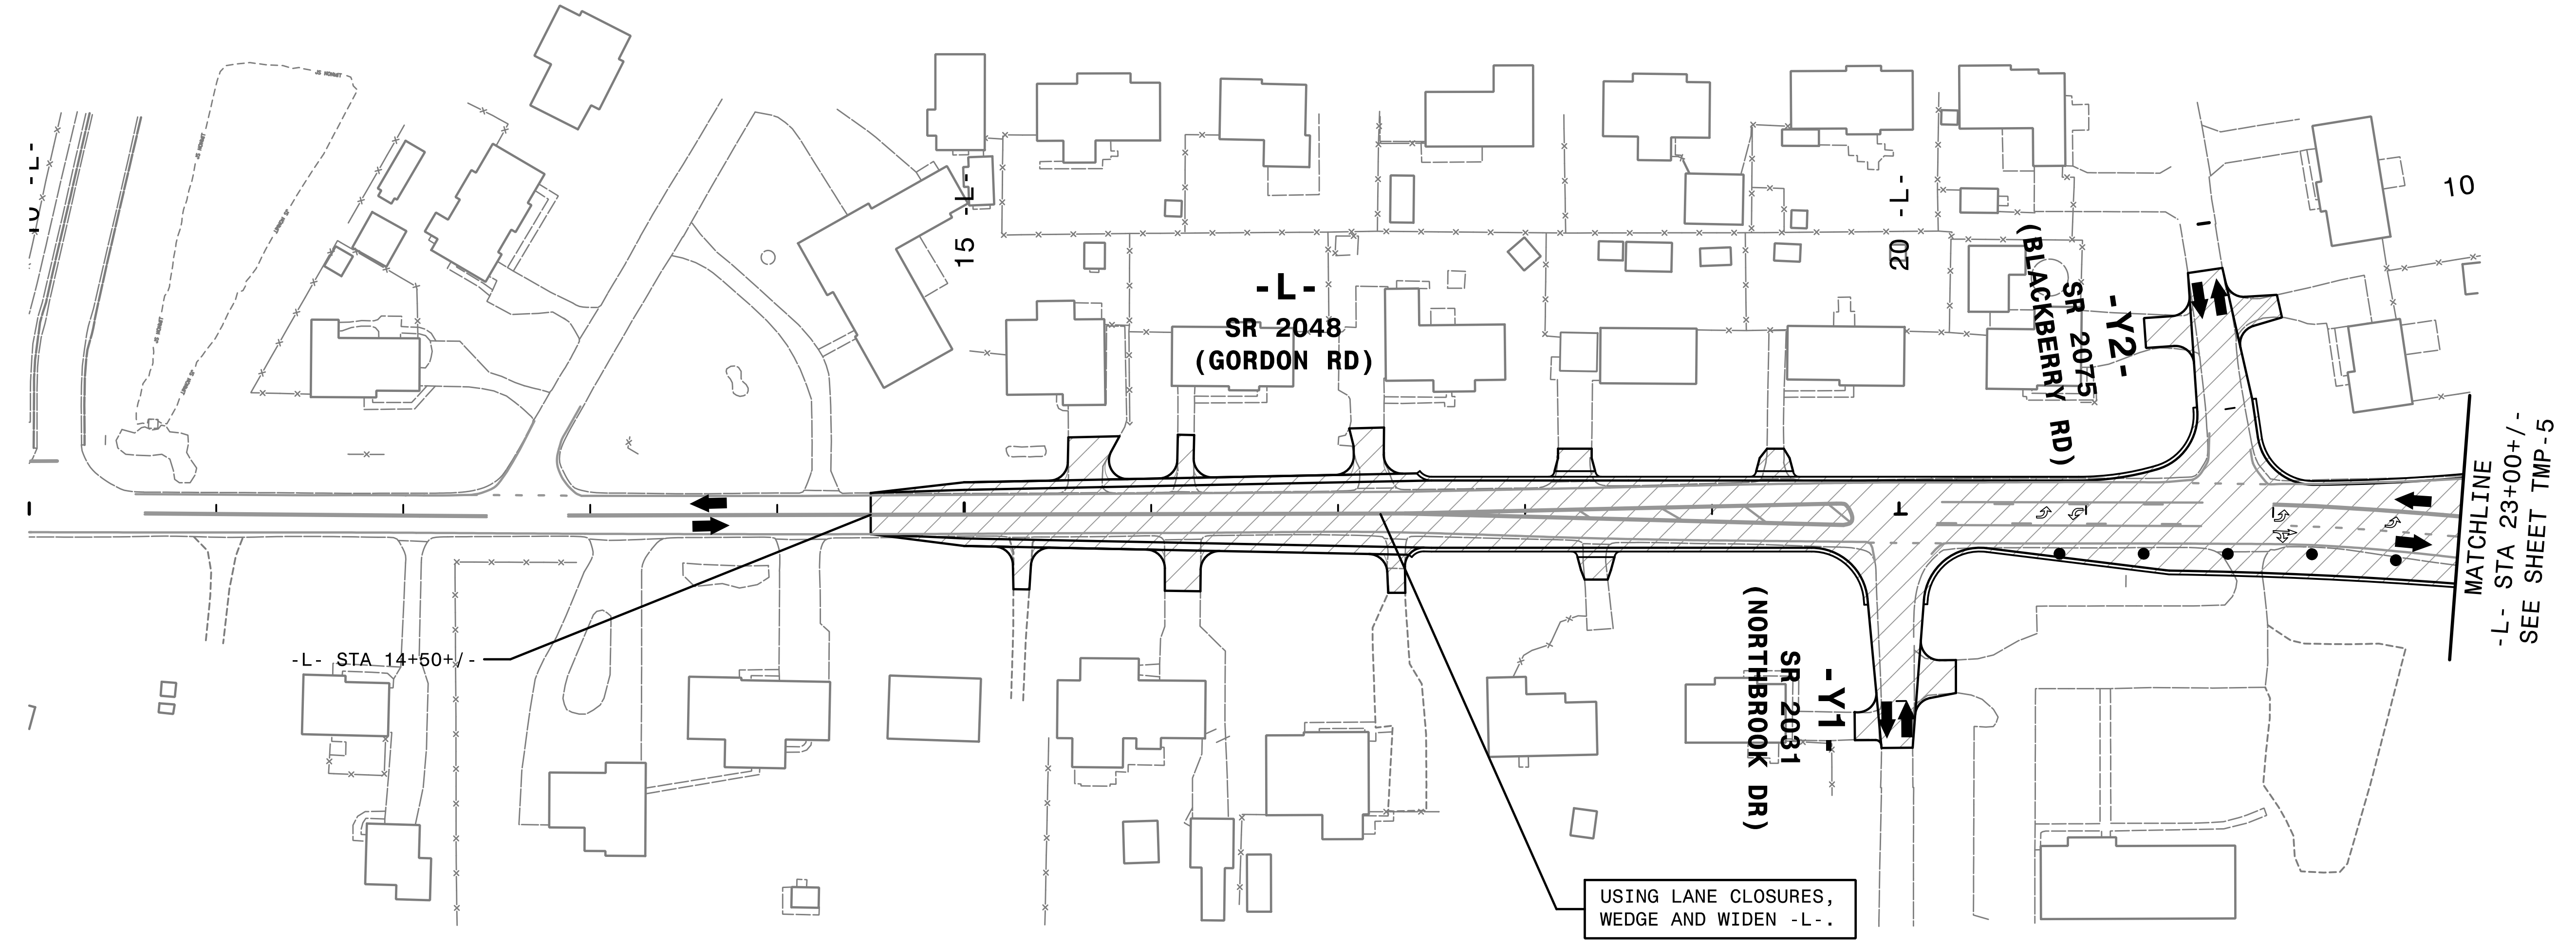 15 -L-
20 -L-
10
-L-
SR 2048
(GORDON RD)
-Y2-
SR 2075
(BLACKBERRY RD)
MATCHLINE
-L- STA 23+00+/-
SEE SHEET TMP-5
-L- STA 14+50+/-
-Y1-
SR 2031
(NORTHBROOK DR)
USING LANE CLOSURES,
WEDGE AND WIDEN -L-.